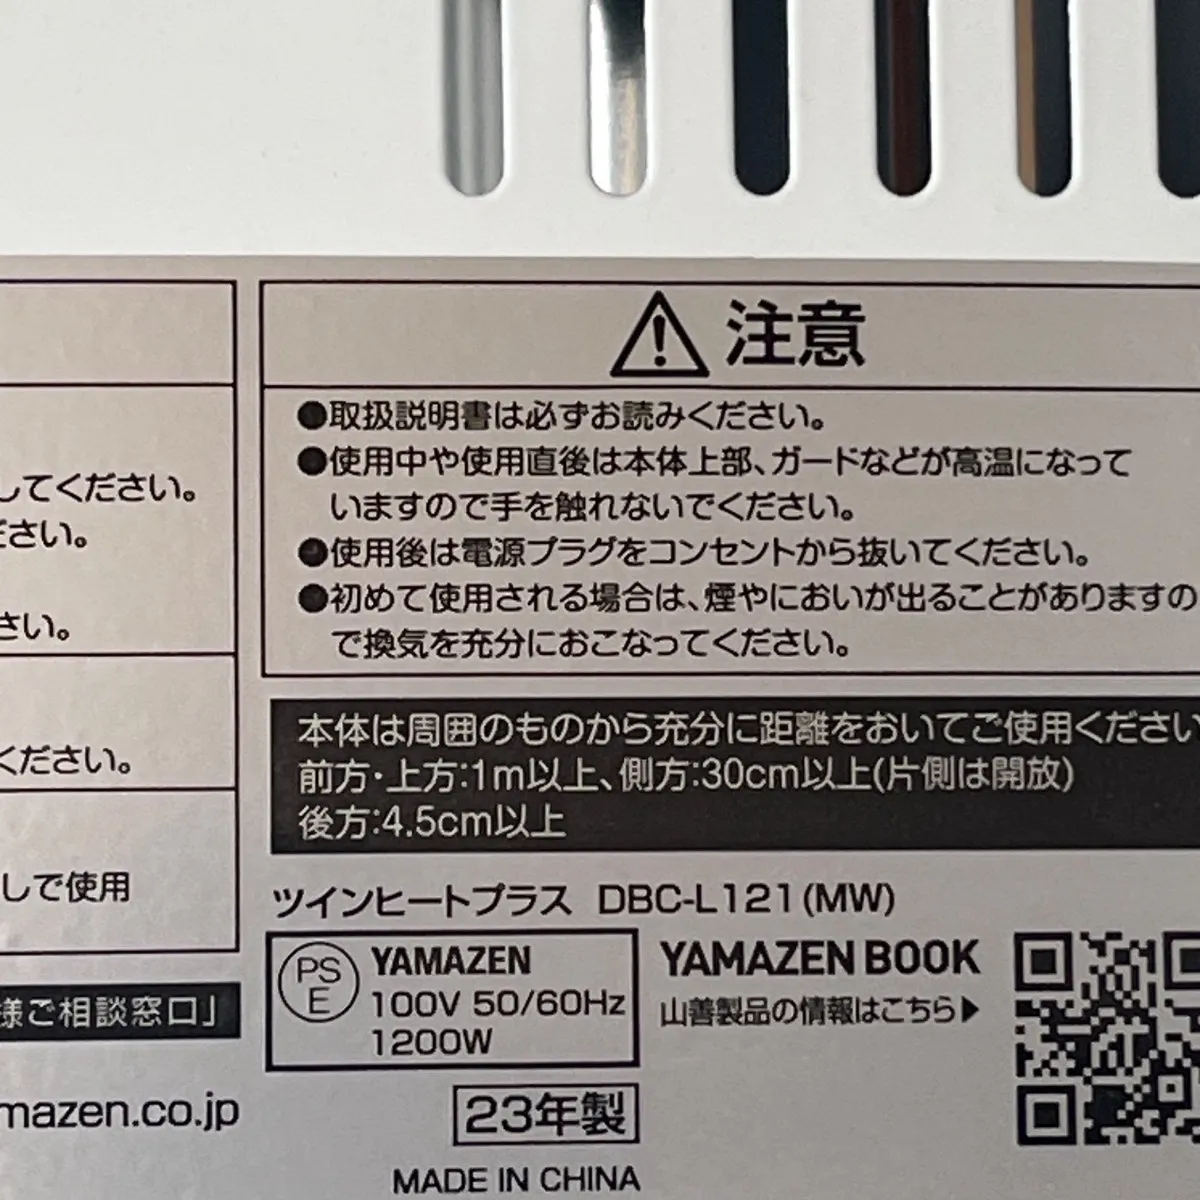 してください。
ださい。
さい。
ください。
しで使用
様ご相談窓口」
mazen.co.jp
注意
●取扱説明書は必ずお読みください。
●使用中や使用直後は本体上部、ガードなどが高温になって
いますので手を触れないでください。
●使用後は電源プラグをコンセントから抜いてください。
●初めて使用される場合は、煙やにおいが出ることがありますの
で換気を充分におこなってください。
本体は周囲のものから充分に距離をおいてご使用ください
前方・上方:1m以上、側方:30cm以上(片側は開放)
後方:4.5cm以上
ツインヒートプラス DBC-L121(MW)
PS
E
YAMAZEN
100V 50/60Hz
1200W
YAMAZEN BOOK
山善製品の情報はこちら▶
23年製
MADE IN CHINA